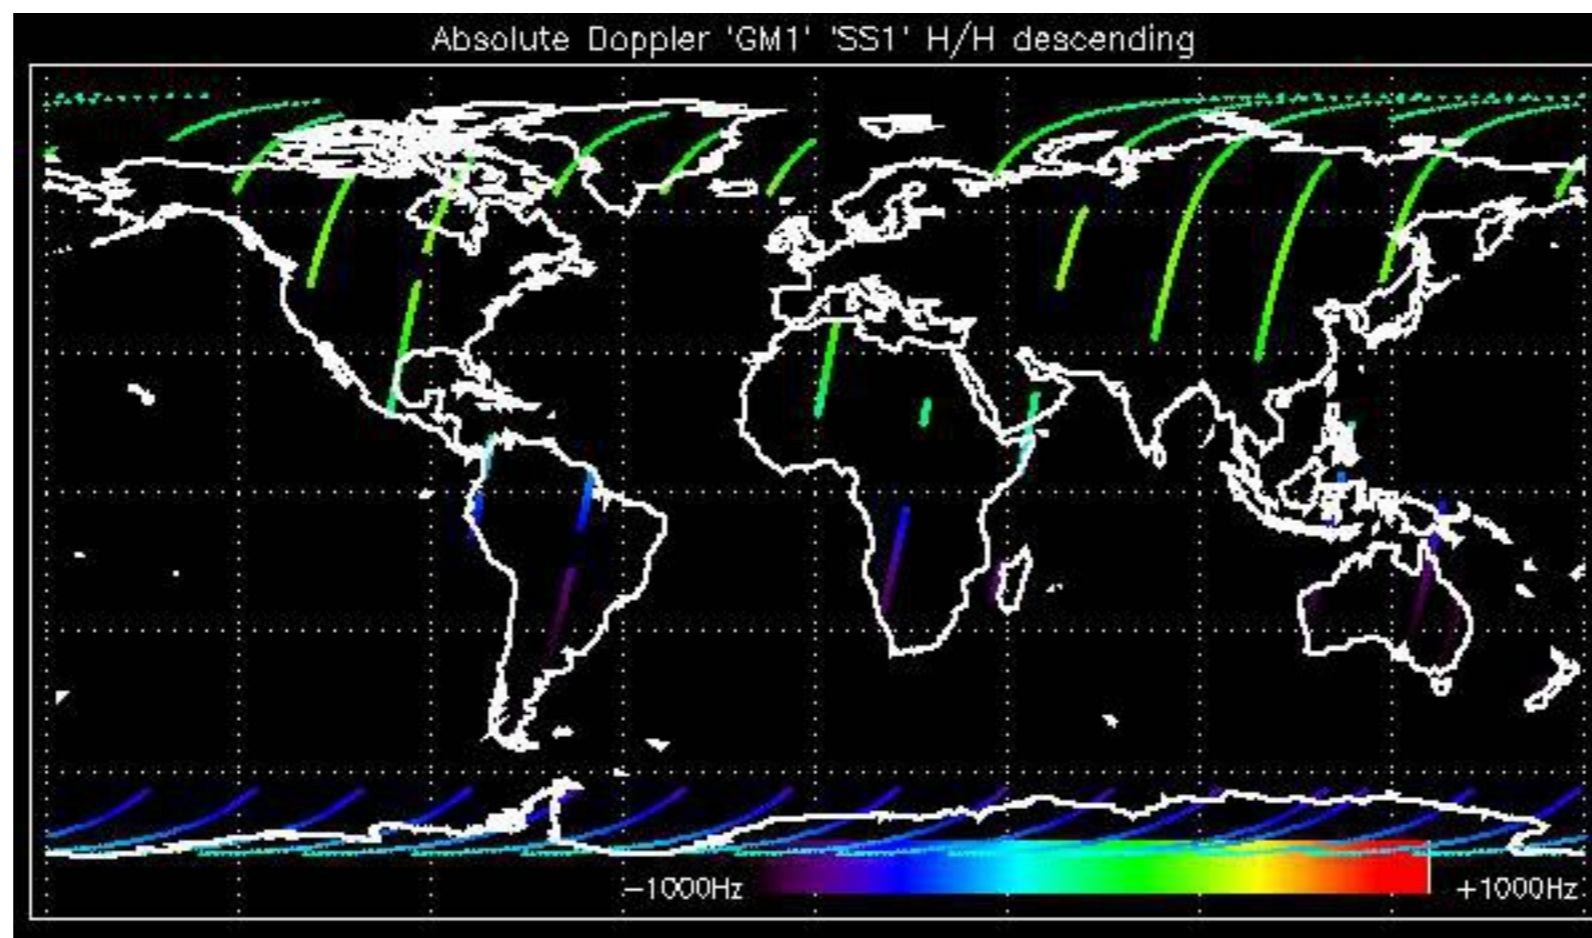 Absolute Doppler 'GM1' 'SS1' H/H descending
-1000Hz +1000Hz